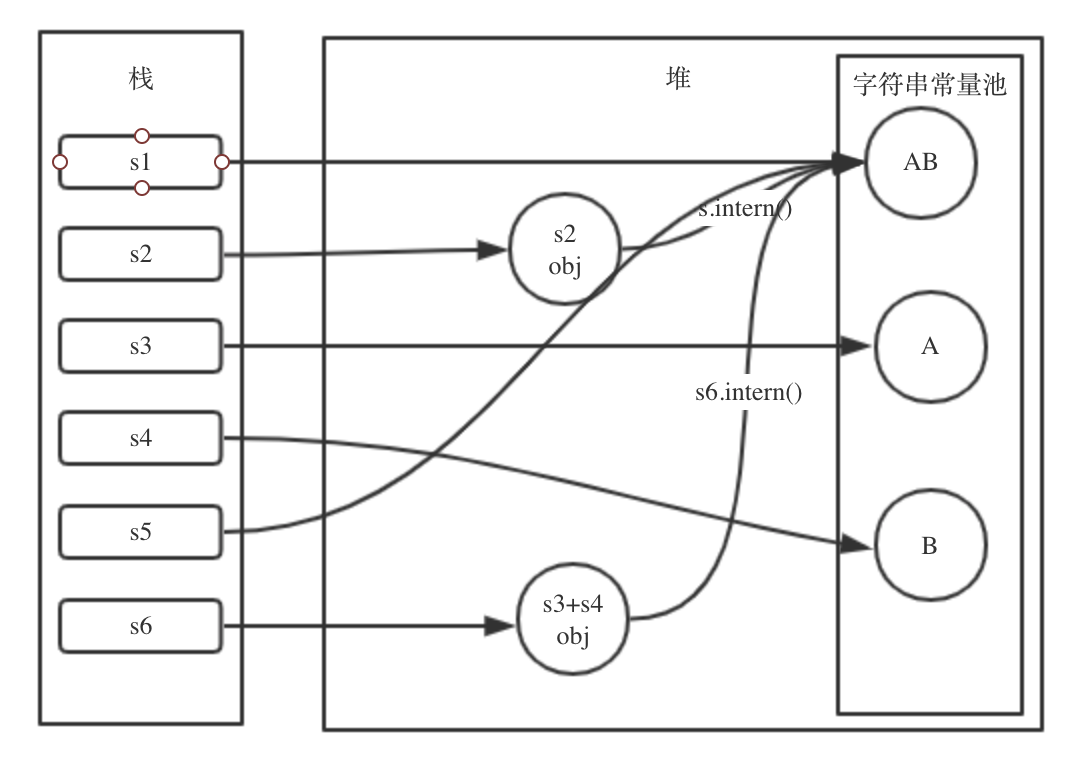 栈
堆
字符串常量池
s1
AB
s.intern()
s2
s2
obj
s3
A
s6.intern()
s4
s5
B
s6
s3+s4
obj